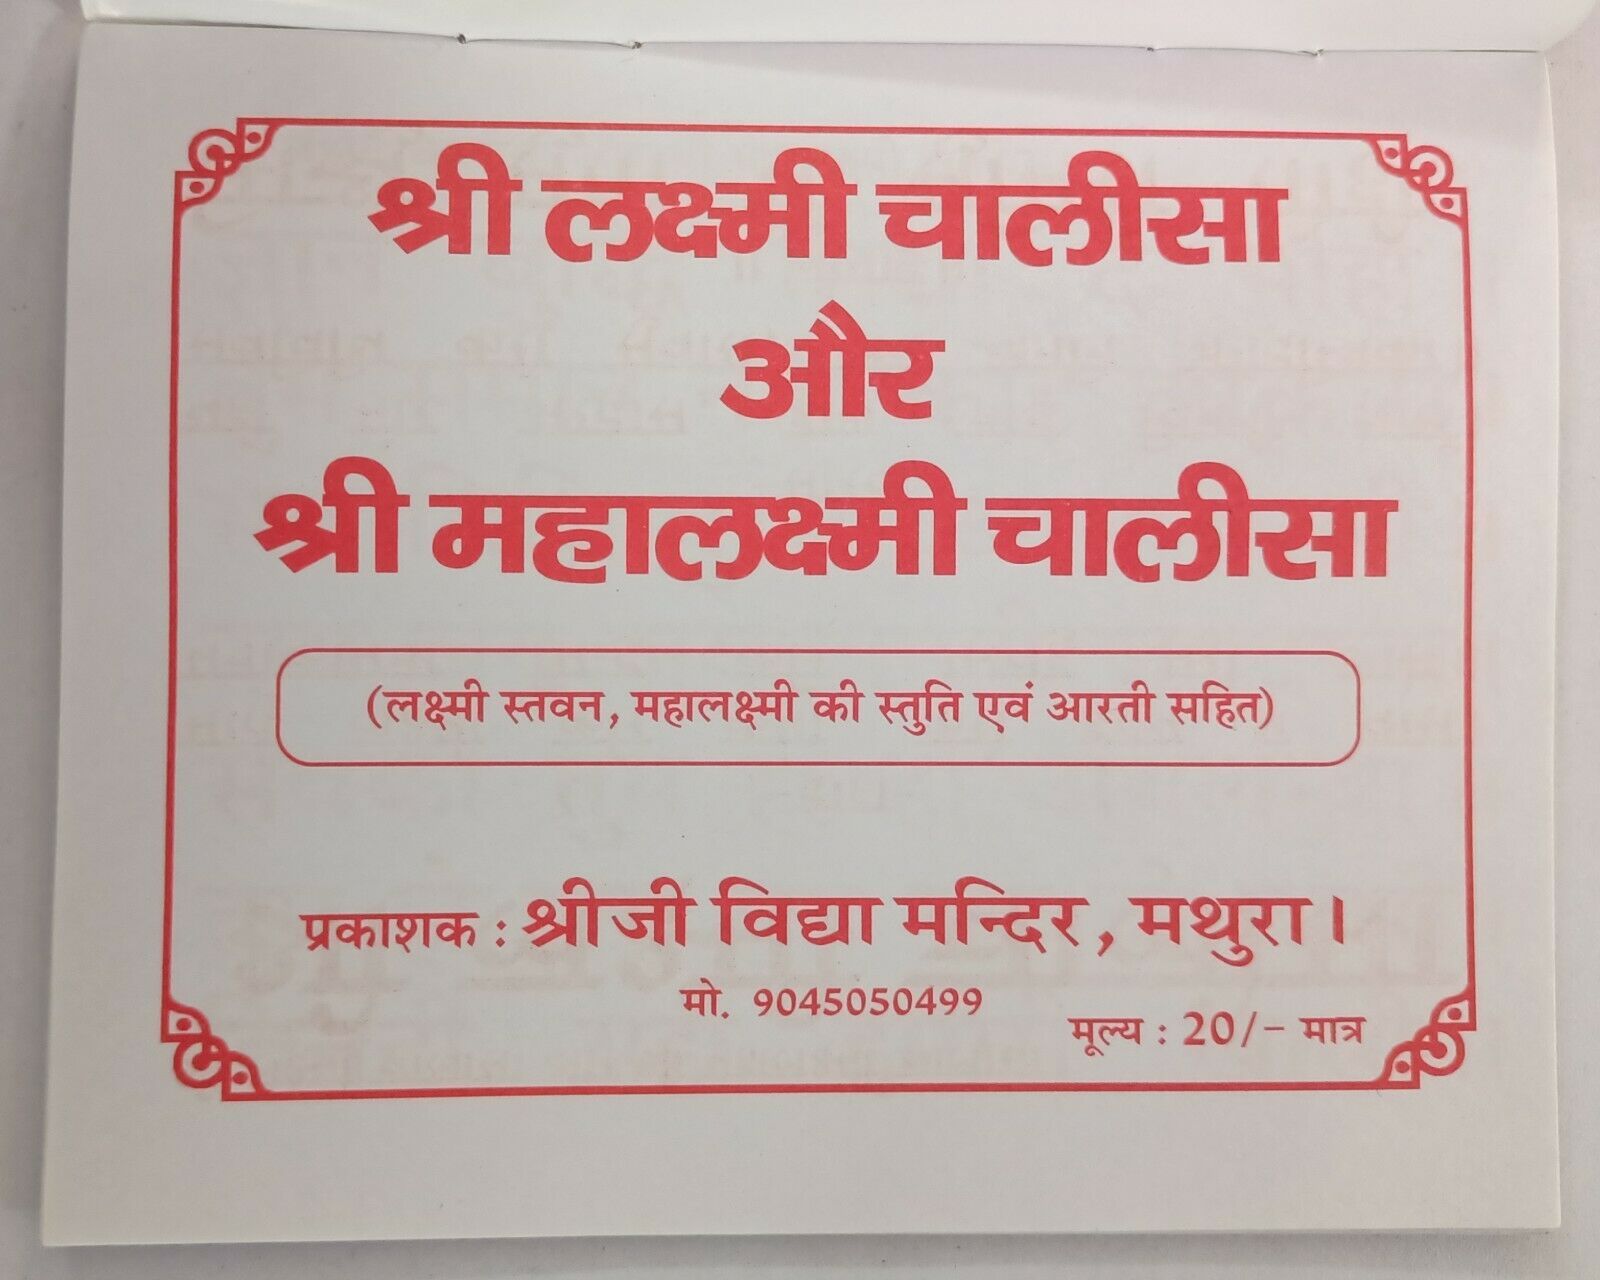 श्री लक्ष्मी चालीसा
और
श्री महालक्ष्मी चालीसा
(लक्ष्मी स्तवन, महालक्ष्मी की स्तुति एवं आरती सहित)
प्रकाशक : श्रीजी विद्या मन्दिर, मथुरा।
मो. 9045050499
मूल्य : 20/- मात्र